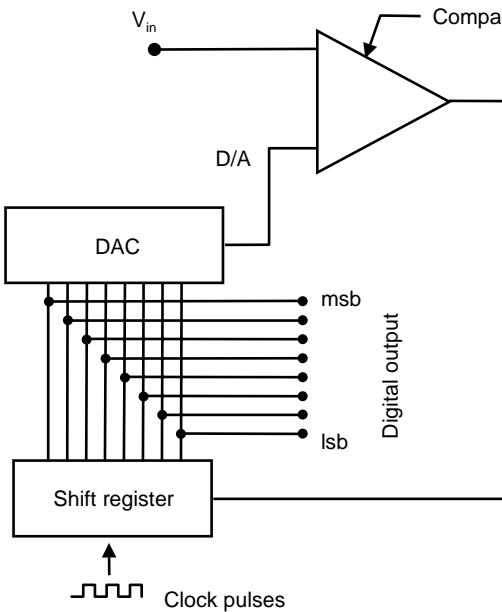 Compa
Vin
D/A
DAC
msb
Digital output
lsb
Shift register
Clock pulses